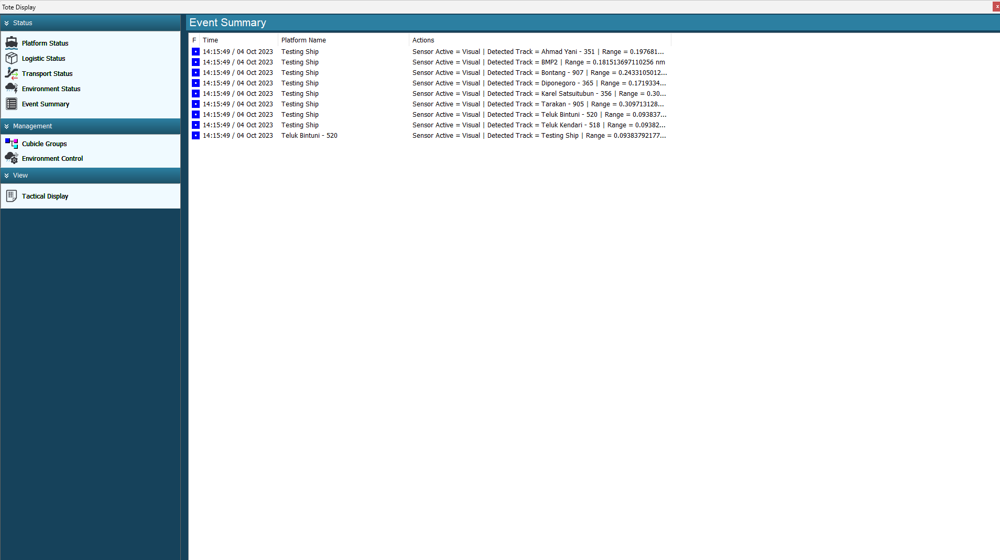 Tote Display
x
Status
Platform Status
Logistic Status
Transport Status
Environment Status
Event Summary
Management
Cubicle Groups
Environment Control
View
Tactical Display
Event Summary
F Time Platform Name Actions
14:15:49 / 04 Oct 2023 Testing Ship Sensor Active = Visual | Detected Track = Ahmad Yani - 351 | Range = 0.197681...
14:15:49 / 04 Oct 2023 Testing Ship Sensor Active = Visual | Detected Track = BMP2 | Range = 0.181513697110256 nm
14:15:49 / 04 Oct 2023 Testing Ship Sensor Active = Visual | Detected Track = Bontang - 907 | Range = 0.2433105012...
14:15:49 / 04 Oct 2023 Testing Ship Sensor Active = Visual | Detected Track = Diponegoro - 365 | Range = 0.1719334...
14:15:49 / 04 Oct 2023 Testing Ship Sensor Active = Visual | Detected Track = Karel Satsuitubun - 356 | Range = 0.30...
14:15:49 / 04 Oct 2023 Testing Ship Sensor Active = Visual | Detected Track = Tarakan - 905 | Range = 0.309713128...
14:15:49 / 04 Oct 2023 Testing Ship Sensor Active = Visual | Detected Track = Teluk Bintuni - 520 | Range = 0.093837...
14:15:49 / 04 Oct 2023 Testing Ship Sensor Active = Visual | Detected Track = Teluk Kendari - 518 | Range = 0.09382...
14:15:49 / 04 Oct 2023 Teluk Bintuni - 520 Sensor Active = Visual | Detected Track = Testing Ship | Range = 0.09383792177...